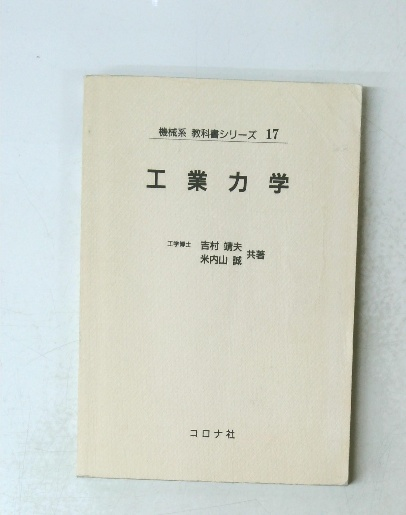 機械系 教科書シリーズ 17
工業力学
工学博士 吉村 靖夫
米内山 誠 共著
コロナ社